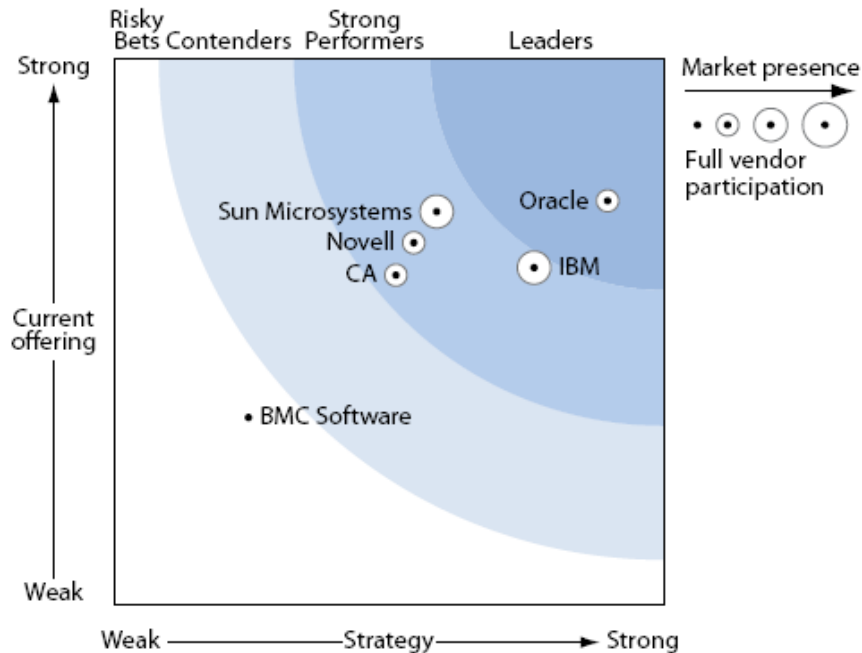 Risky
Bets
Contenders
Strong
Performers
Leaders
Strong
Market presence
Full vendor
participation
Sun Microsystems
Oracle
Novell
CA
IBM
Current
offering
BMC Software
Weak
Weak
Strategy
Strong